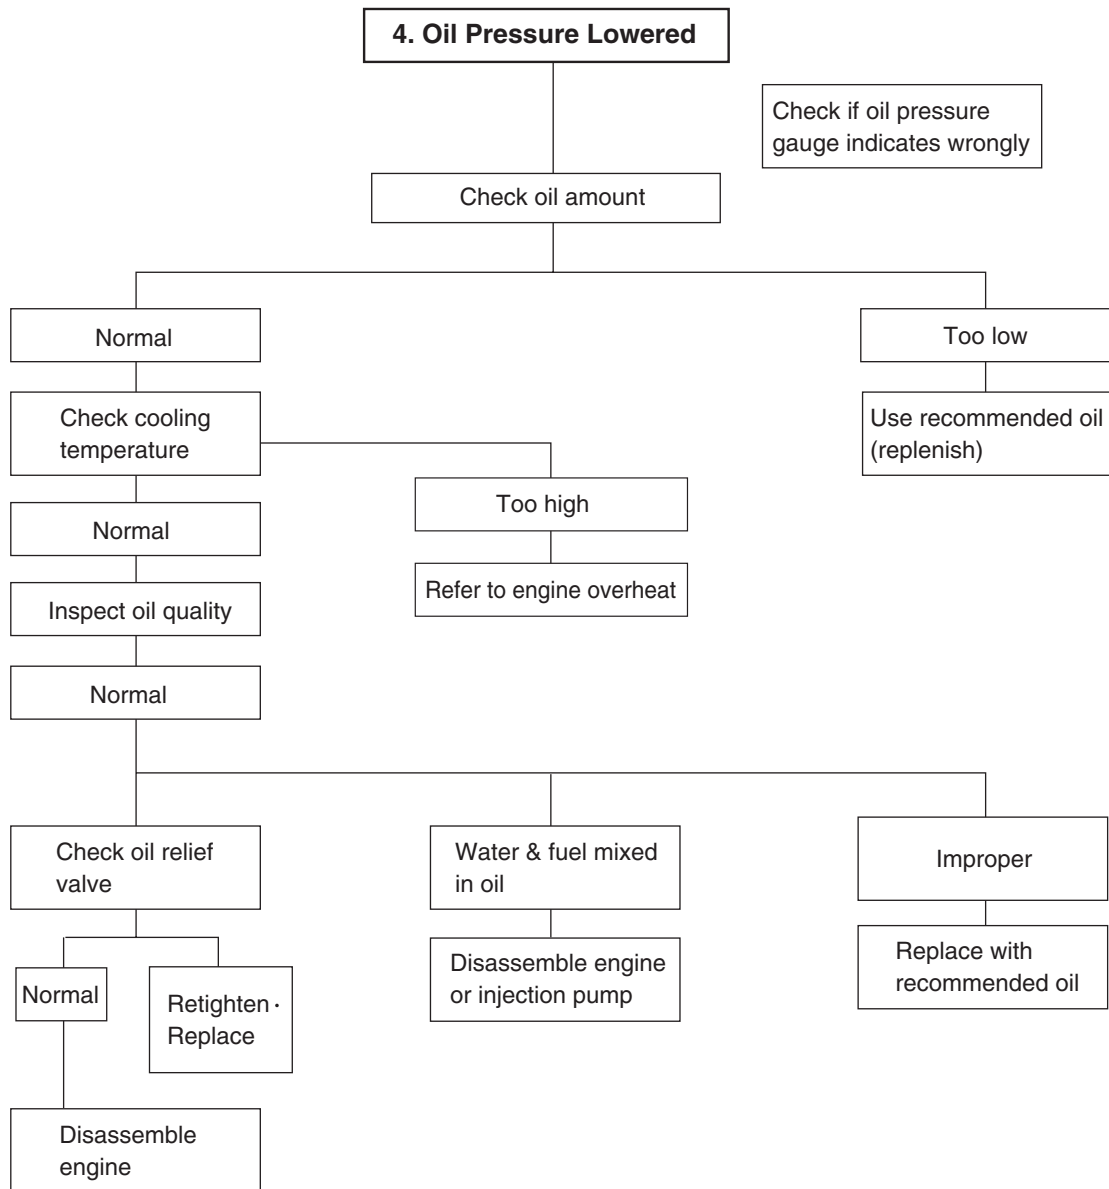 4. Oil Pressure Lowered
Check if oil pressure
gauge indicates wrongly
Check oil amount
Normal
Too low
Check cooling
temperature
Use recommended oil
(replenish)
Too high
Normal
Refer to engine overheat
Inspect oil quality
Normal
Check oil relief
valve
Water & fuel mixed
in oil
Improper
Normal
Retighten ·
Replace
Disassemble engine
or injection pump
Replace with
recommended oil
Disassemble
engine